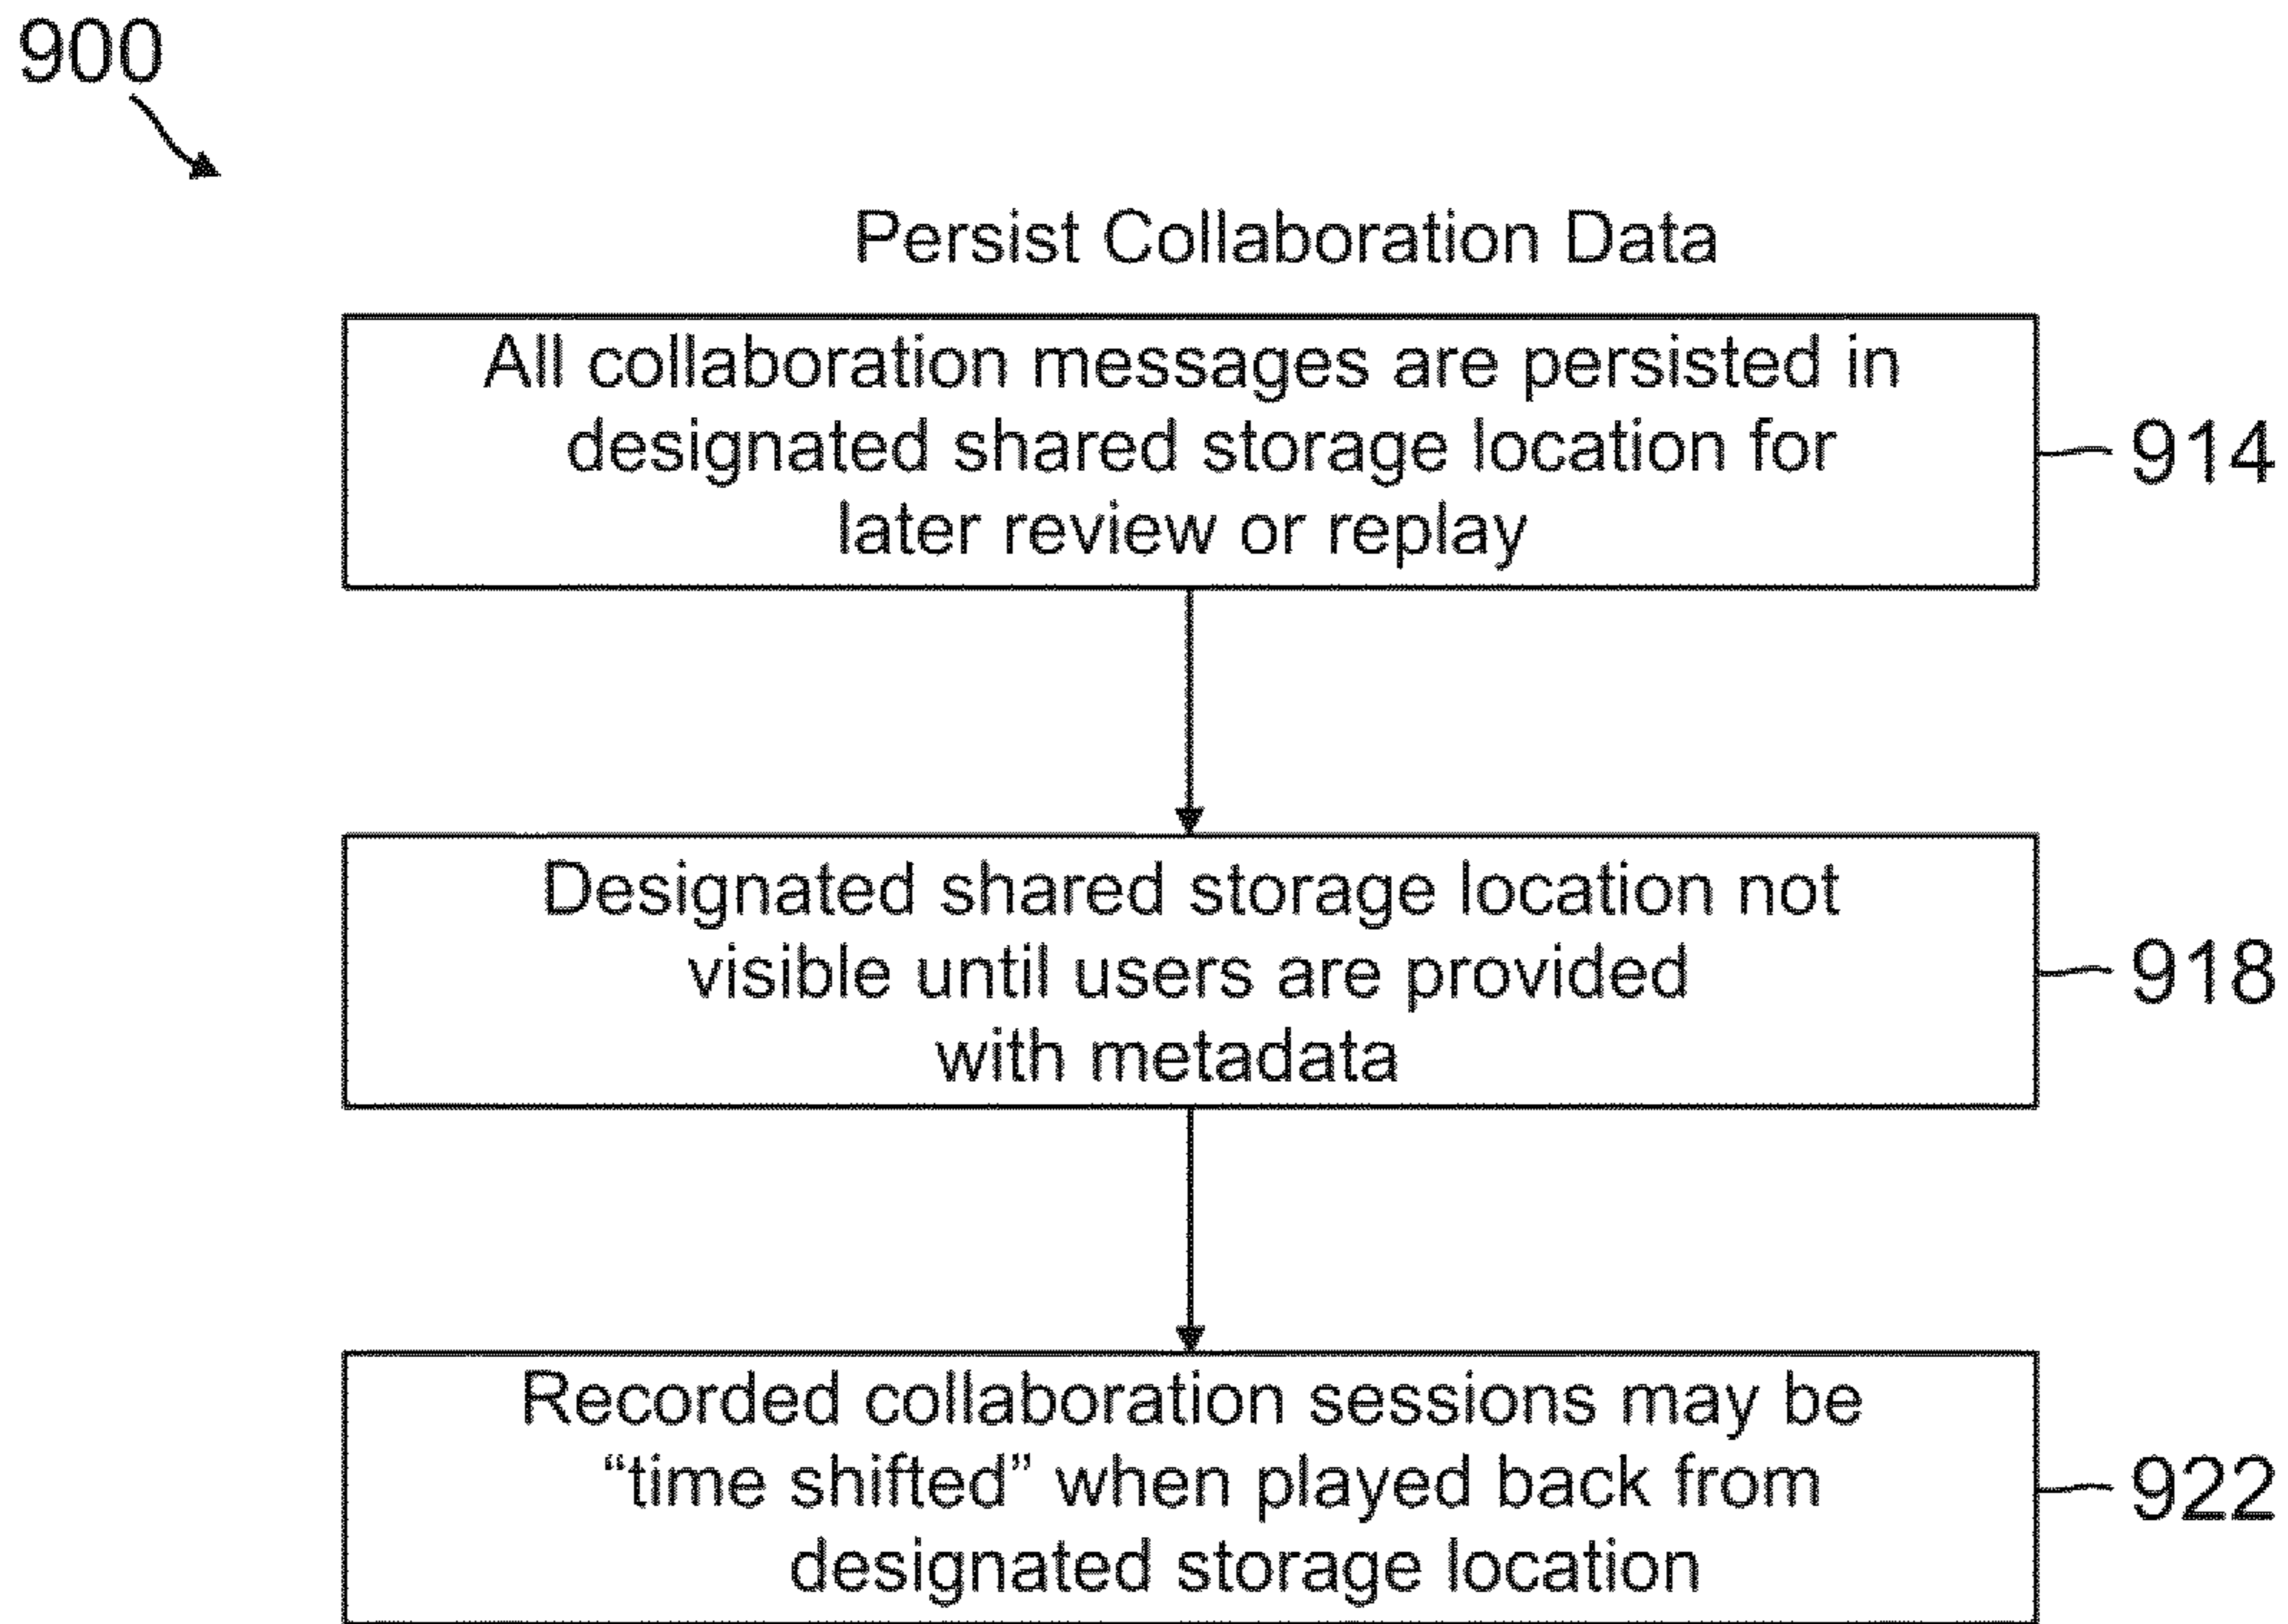 900
Persist Collaboration Data
All collaboration messages are persisted in
designated shared storage location for
later review or replay
914
Designated shared storage location not
visible until users are provided
with metadata
918
Recorded collaboration sessions may be
“time shifted” when played back from
designated storage location
922